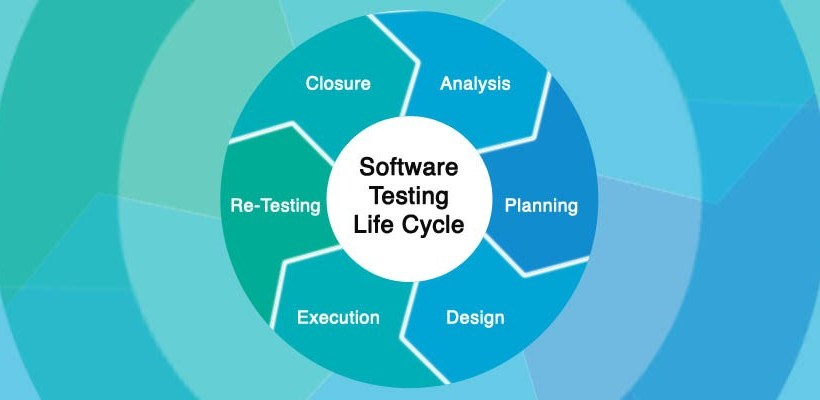 Software
Testing
Life Cycle
Analysis
Planning
Design
Execution
Re-Testing
Closure